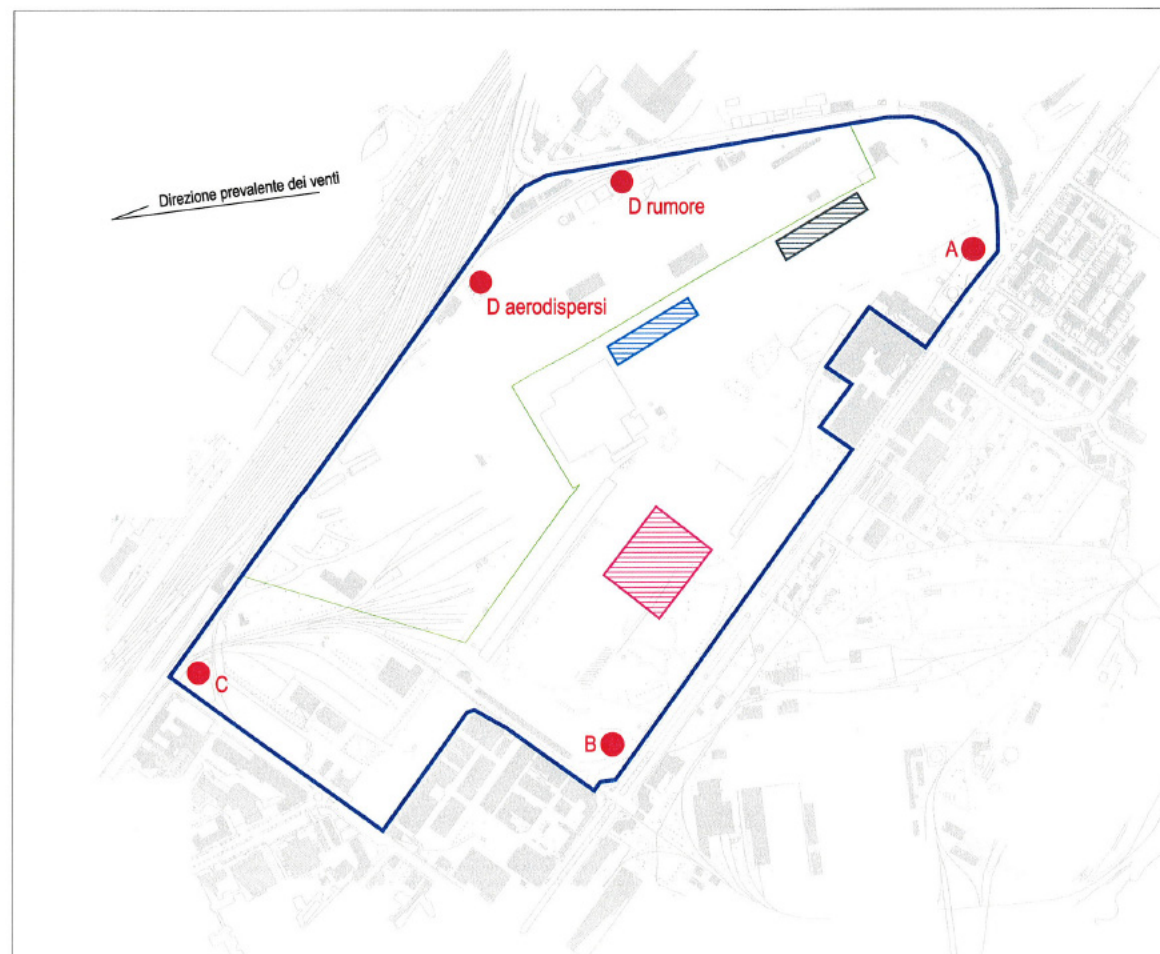 Direzione prevalente dei venti
D rumore
A
D aerodispersi
C
B